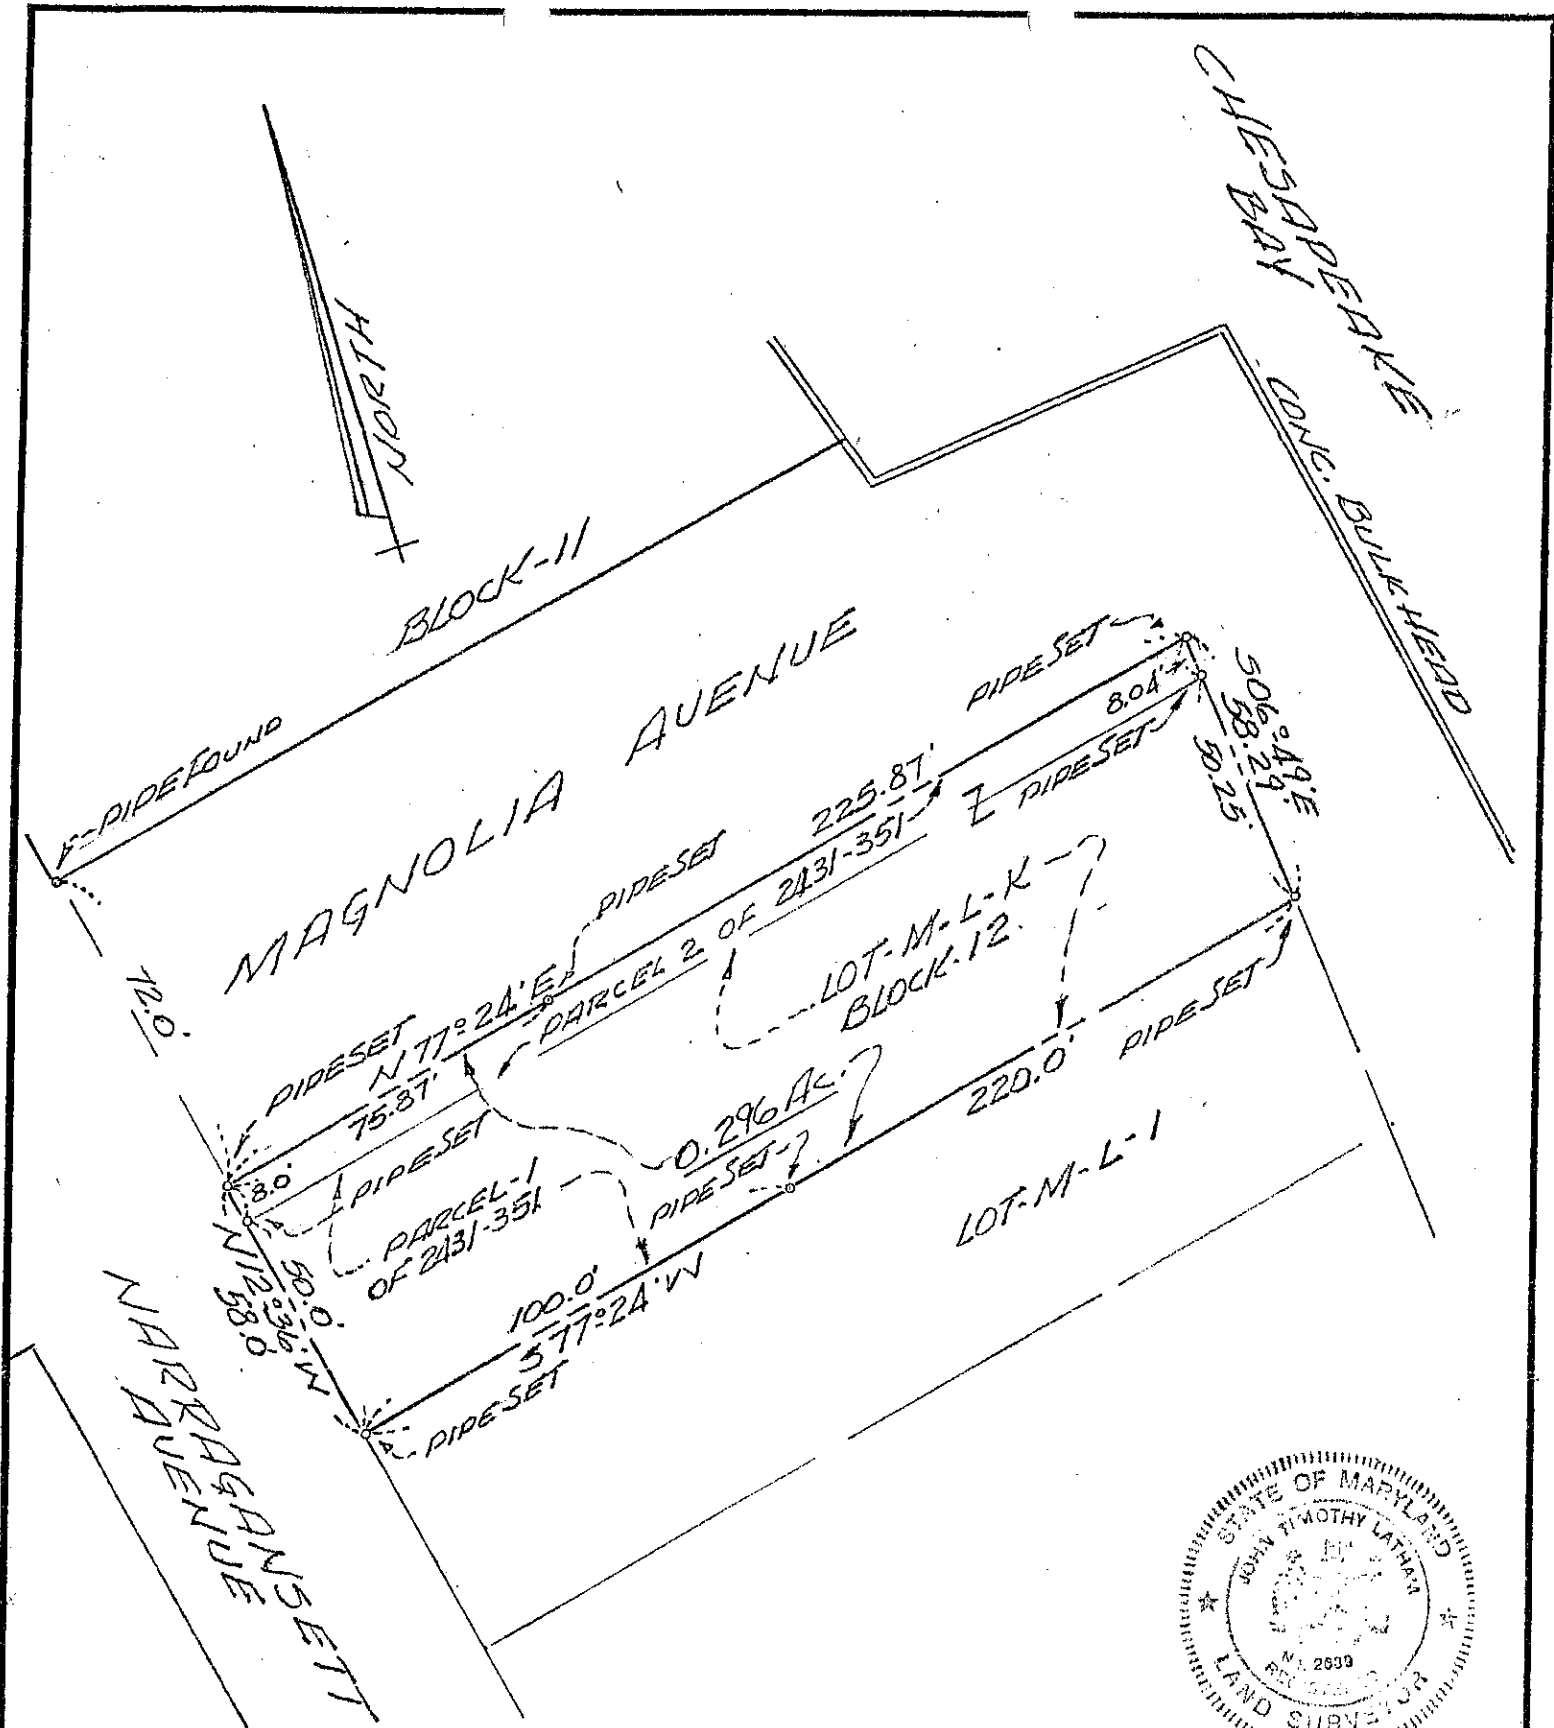 CHESAPEAKE
BAY
NORTH
CONC. BULKHEAD
BLOCK-11
PIPE FOUND
MAGNOLIA AVENUE
PIPE SET
8.04'
PIPE SET
S06°49'E
58.29'
50.25'
225.87'
PIPE SET
N 77°24'E
PARCEL 2 OF 2431-351
LOT-M-L-K
BLOCK-12
72.0'
PIPE SET
75.87'
PIPE SET
8.0'
0.296 Ac.
220.0'
PIPE SET
PARCEL-1
OF 2431-351
PIPE SET
LOT-M-L-1
50.0'
N12°36'W
58.0'
100.0'
S77°24'W
PIPE SET
NARRAGANSETT
AVENUE
STATE OF MARYLAND
JOHN TIMOTHY LATHAM
LAND SURVEYOR